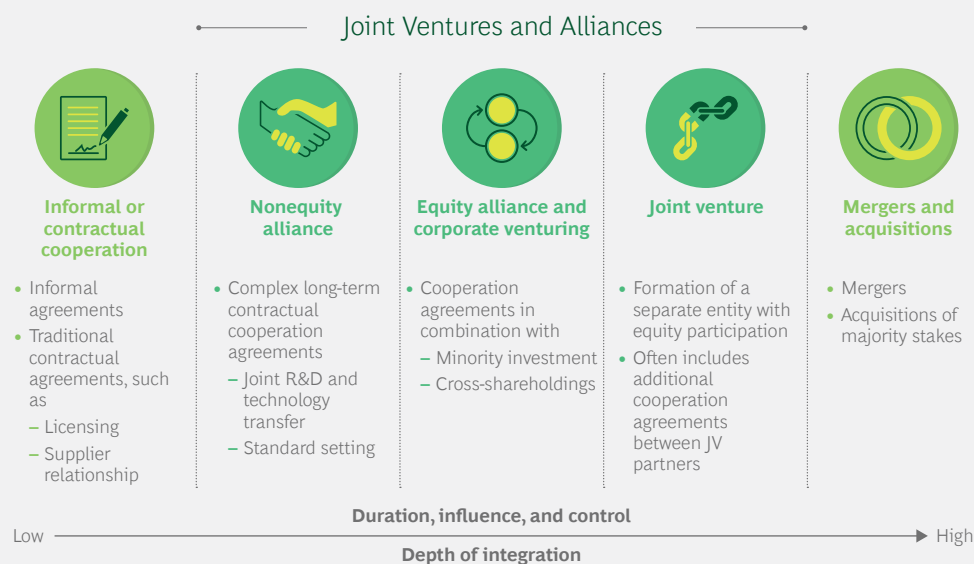 Joint Ventures and Alliances
Informal or
contractual
cooperation
• Informal
agreements
• Traditional
contractual
agreements, such
as
– Licensing
– Supplier
relationship
Nonequity
alliance
• Complex long-term
contractual
cooperation
agreements
– Joint R&D and
technology
transfer
– Standard setting
Equity alliance and
corporate venturing
• Cooperation
agreements in
combination with
– Minority investment
– Cross-shareholdings
Joint venture
• Formation of a
separate entity with
equity participation
• Often includes
additional
cooperation
agreements
between JV
partners
Mergers and
acquisitions
• Mergers
• Acquisitions of
majority stakes
Duration, influence, and control
Low
High
Depth of integration